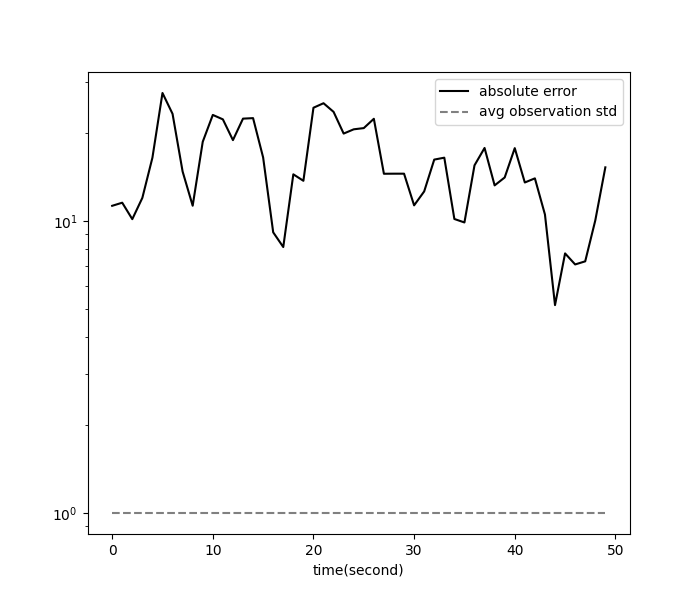 absolute error
avg observation std
10¹
10⁰
0 10 20 30 40 50
time(second)